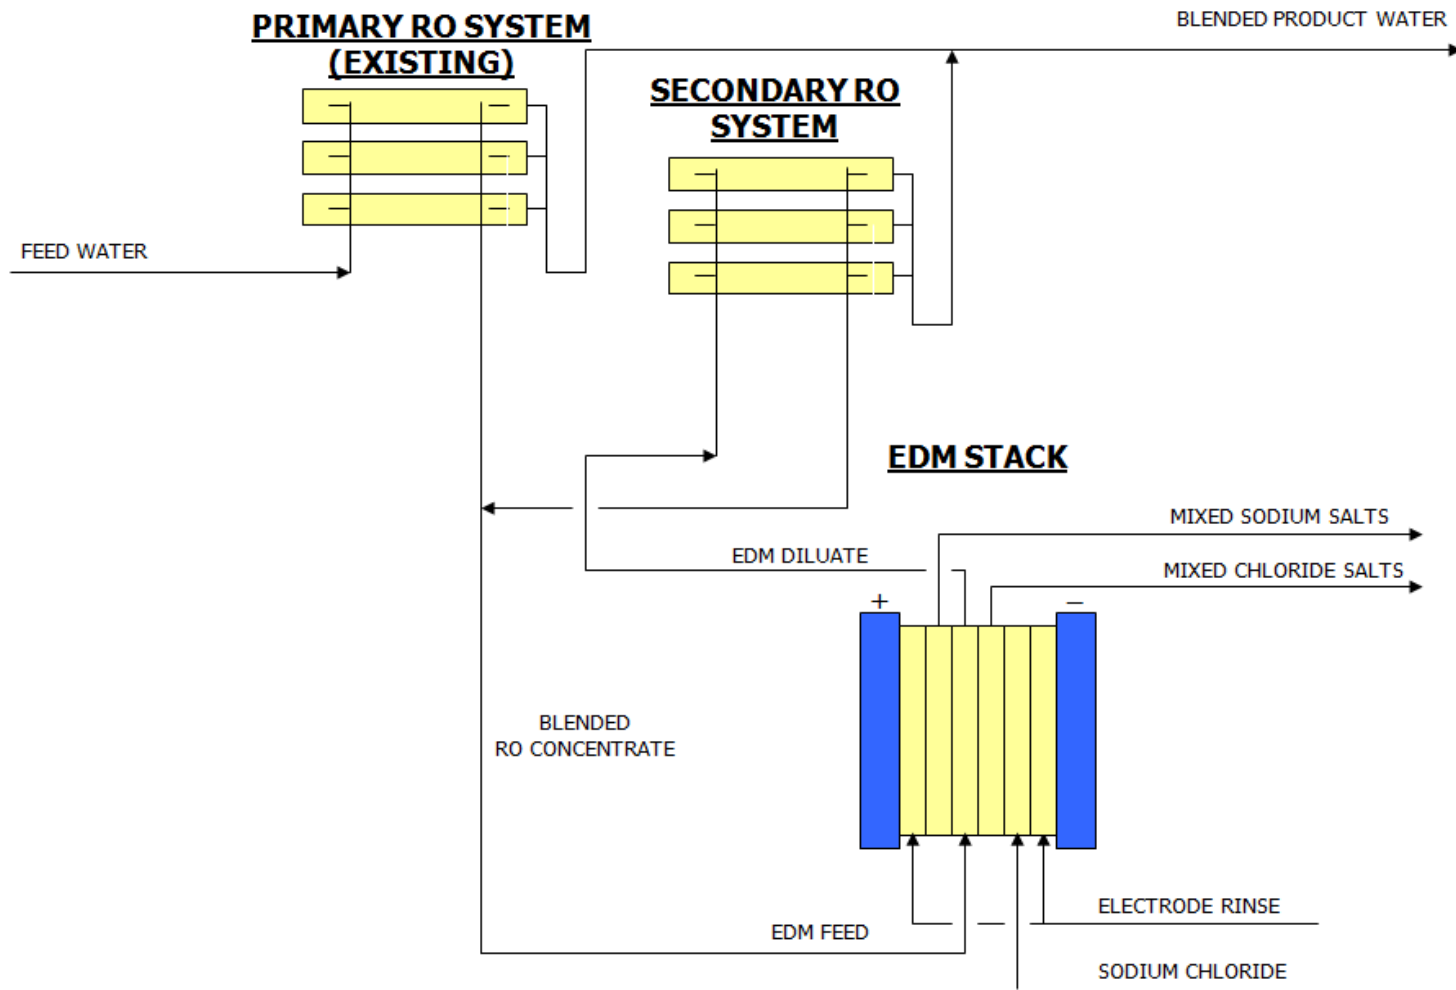 PRIMARY RO SYSTEM
(EXISTING)
BLENDED PRODUCT WATER
SECONDARY RO
SYSTEM
FEED WATER
EDM STACK
MIXED SODIUM SALTS
EDM DILUATE
MIXED CHLORIDE SALTS
+
–
BLENDED
RO CONCENTRATE
ELECTRODE RINSE
EDM FEED
SODIUM CHLORIDE